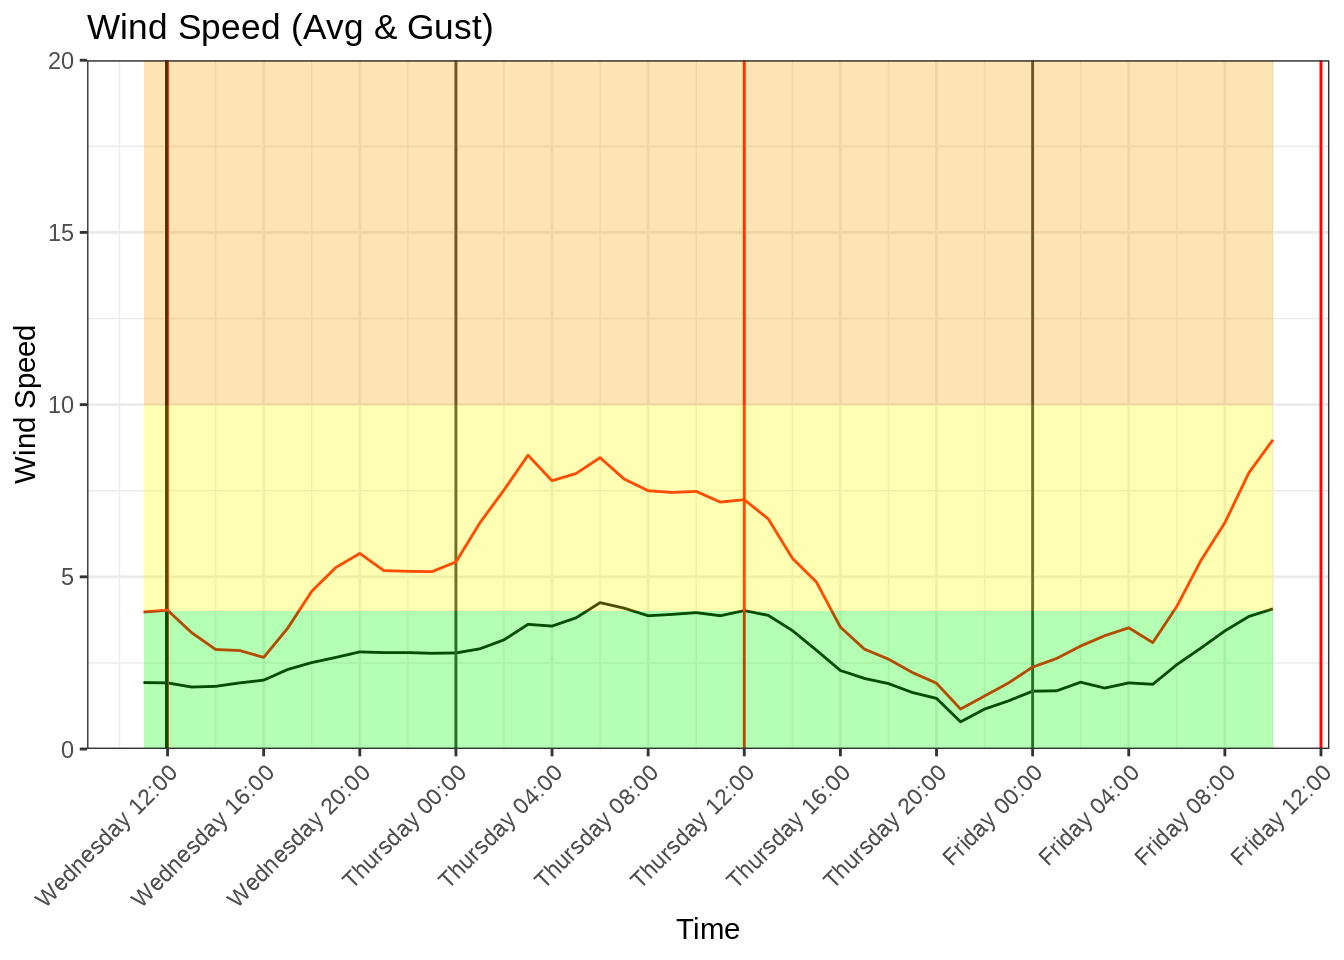 Wind Speed (Avg & Gust)
Wind Speed
20
15
10
5
0
Wednesday 12:00
Wednesday 16:00
Wednesday 20:00
Thursday 00:00
Thursday 04:00
Thursday 08:00
Thursday 12:00
Thursday 16:00
Thursday 20:00
Friday 00:00
Friday 04:00
Friday 08:00
Friday 12:00
Time